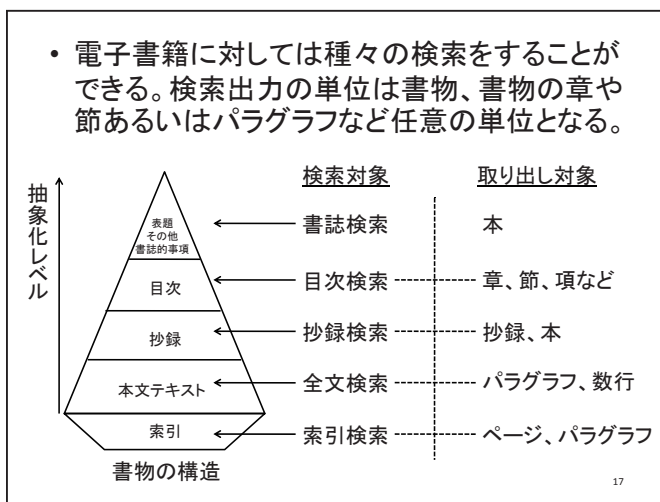 • 電子書籍に対しては種々の検索をすることが
できる。検索出力の単位は書物、書物の章や
節あるいはパラグラフなど任意の単位となる。
検索対象 取り出し対象
抽象化レベル
表題
その他
書誌的事項
書誌検索 本
目次 目次検索 章、節、項など
抄録 抄録検索 抄録、本
本文テキスト 全文検索 パラグラフ、数行
索引 索引検索 ページ、パラグラフ
書物の構造
17